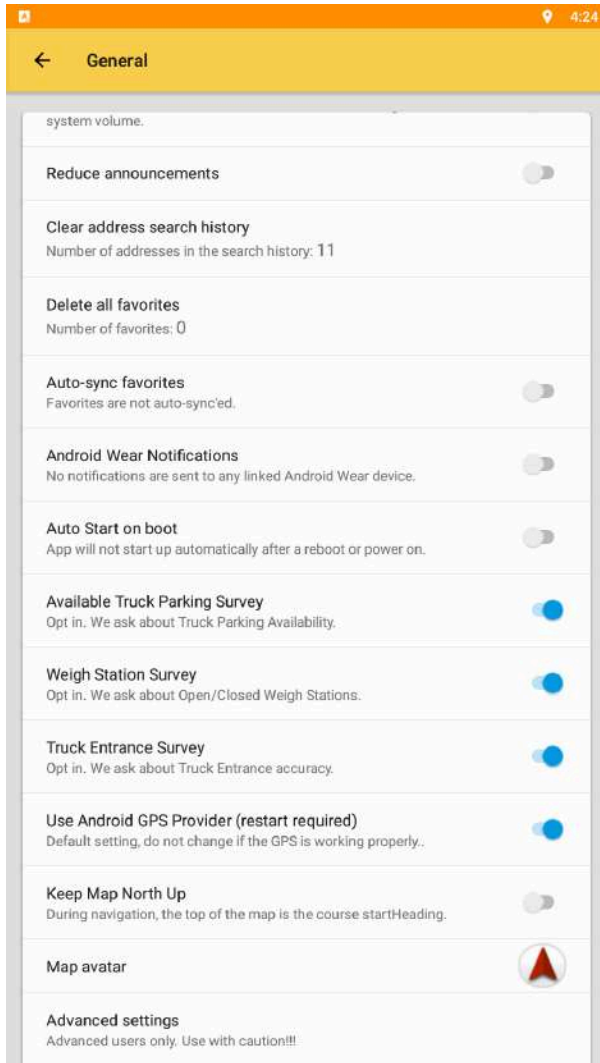 4:24
General
system volume.
Reduce announcements
Clear address search history
Number of addresses in the search history: 11
Delete all favorites
Number of favorites: 0
Auto-sync favorites
Favorites are not auto-sync'ed.
Android Wear Notifications
No notifications are sent to any linked Android Wear device.
Auto Start on boot
App will not start up automatically after a reboot or power on.
Available Truck Parking Survey
Opt in. We ask about Truck Parking Availability.
Weigh Station Survey
Opt in. We ask about Open/Closed Weigh Stations.
Truck Entrance Survey
Opt in. We ask about Truck Entrance accuracy.
Use Android GPS Provider (restart required)
Default setting, do not change if the GPS is working properly..
Keep Map North Up
During navigation, the top of the map is the course startHeading.
Map avatar
Advanced settings
Advanced users only. Use with caution!!!